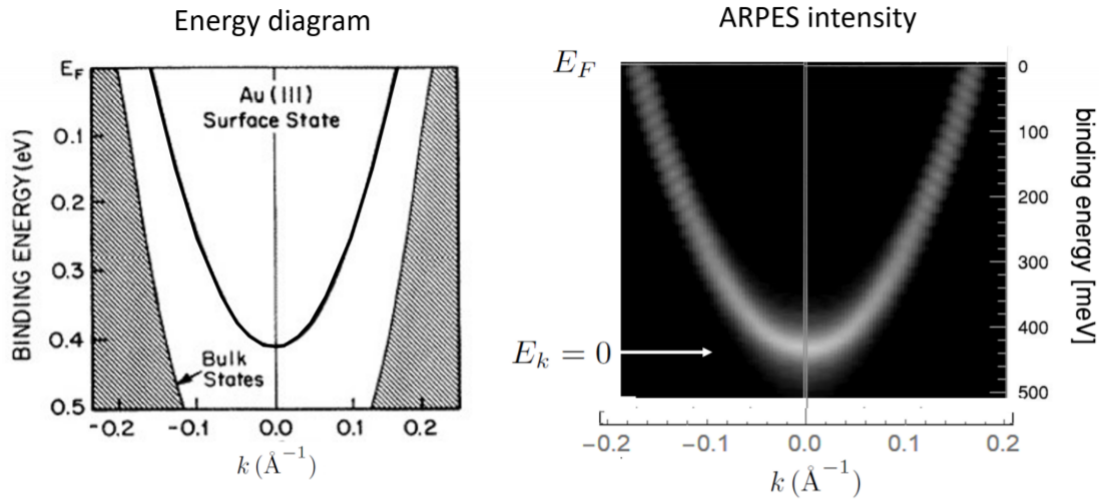 Energy diagram
E_F
0.1
0.2
0.3
0.4
0.5
BINDING ENERGY (eV)
Au (111)
Surface State
Bulk
States
-0.2 -0.1 0.0 0.1 0.2
k (Å⁻¹)
ARPES intensity
E_F
E_k = 0
0
100
200
300
400
500
binding energy [meV]
−0.2 −0.1 0.0 0.1 0.2
k (Å⁻¹)